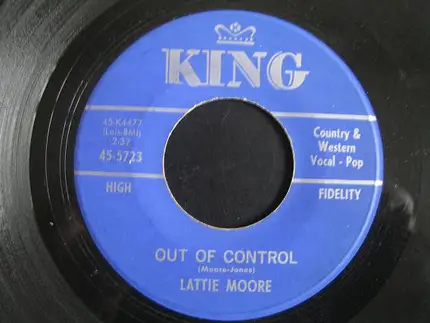 KING
45-K4477
(Lois-BMI)
2:37
45-5723
Country &
Western
Vocal - Pop
HIGH
FIDELITY
OUT OF CONTROL
(Moore-Jones)
LATTIE MOORE